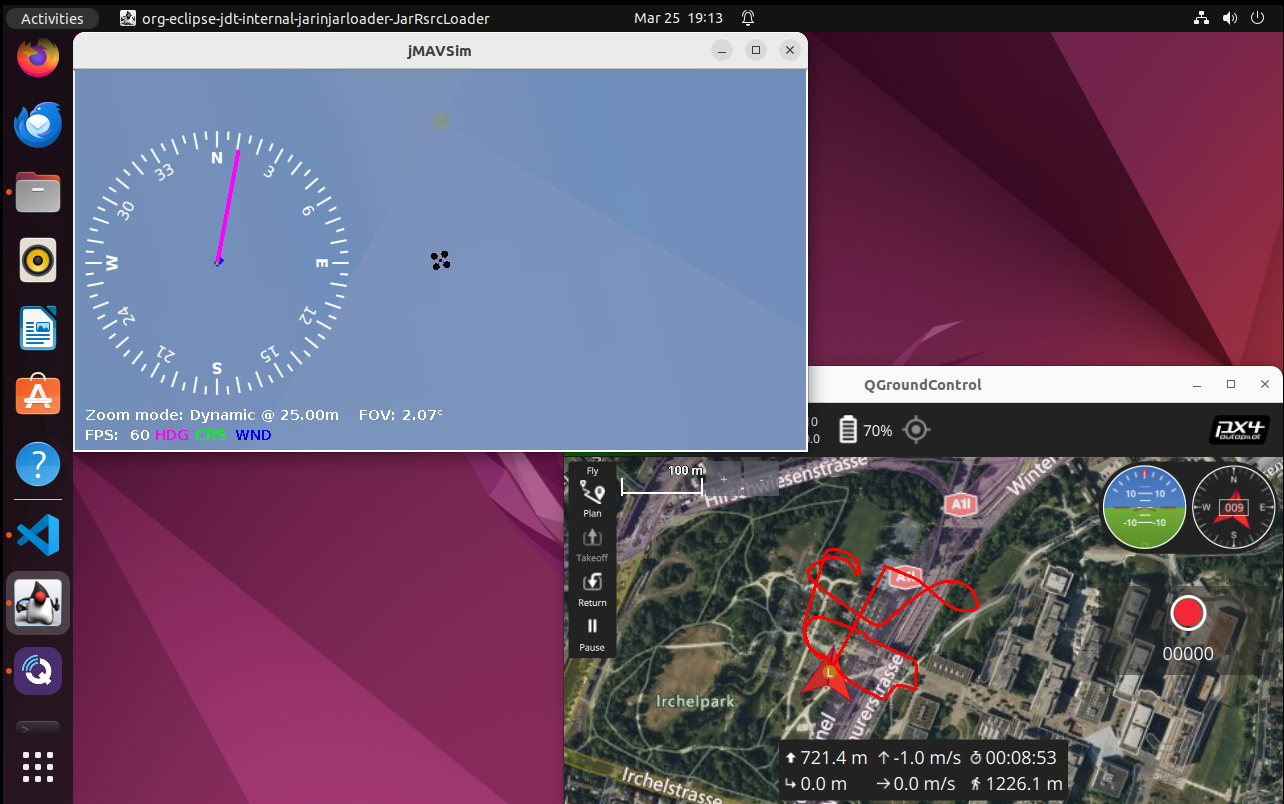 Activities
org-eclipse-jdt-internal-jarinjarloader-JarRsrcLoader
Mar 25 19:13
jMAVSim
N
3
6
E
12
15
S
21
24
W
30
33
Zoom mode: Dynamic @ 25.00m FOV: 2.07°
FPS: 60 HDG CRS WND
QGroundControl
70%
px4
autopilot
Fly
Plan
Takeoff
Return
Pause
100 m
+
-
A1l
A1l
L
Irchelpark
Irchelstrasse
10 10
-10 -10
N
W
009
E
S
00000
721.4 m -1.0 m/s 00:08:53
0.0 m 0.0 m/s 1226.1 m